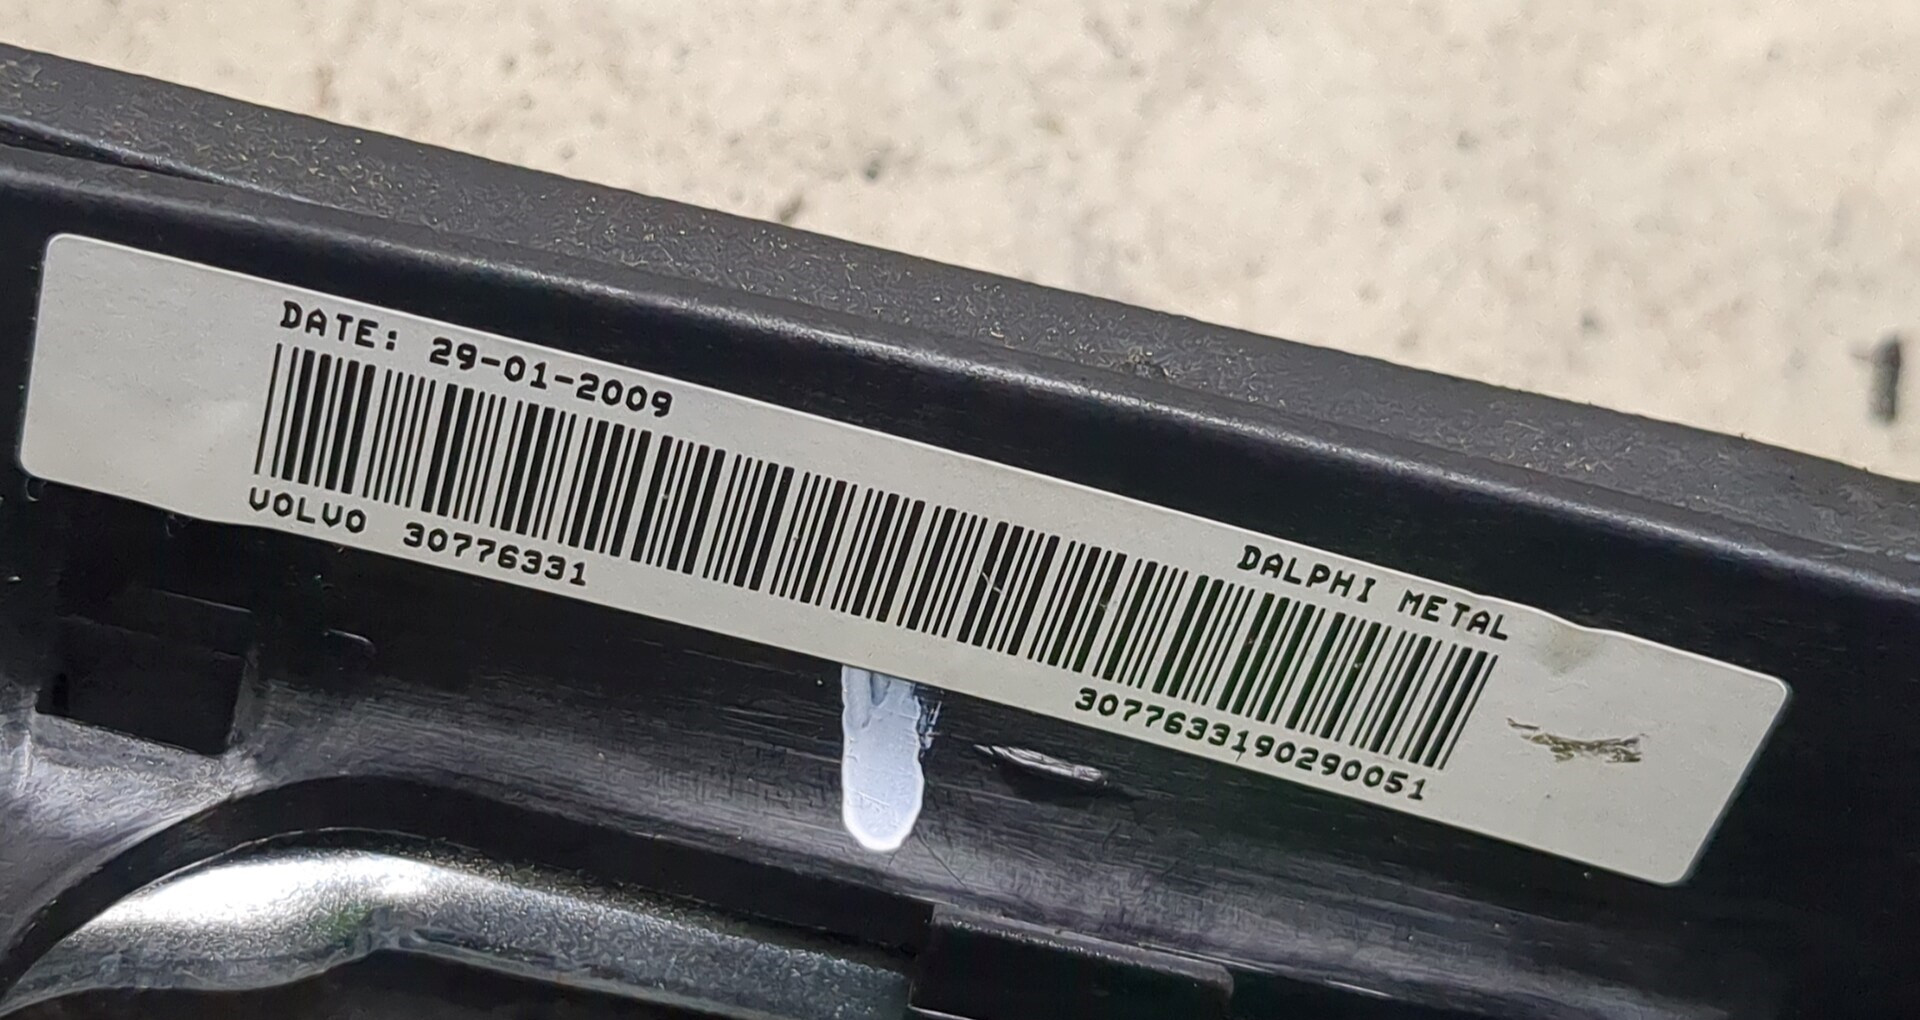 DATE: 29-01-2009
DALPHI METAL
VOLVO 30776331
3077633190290051